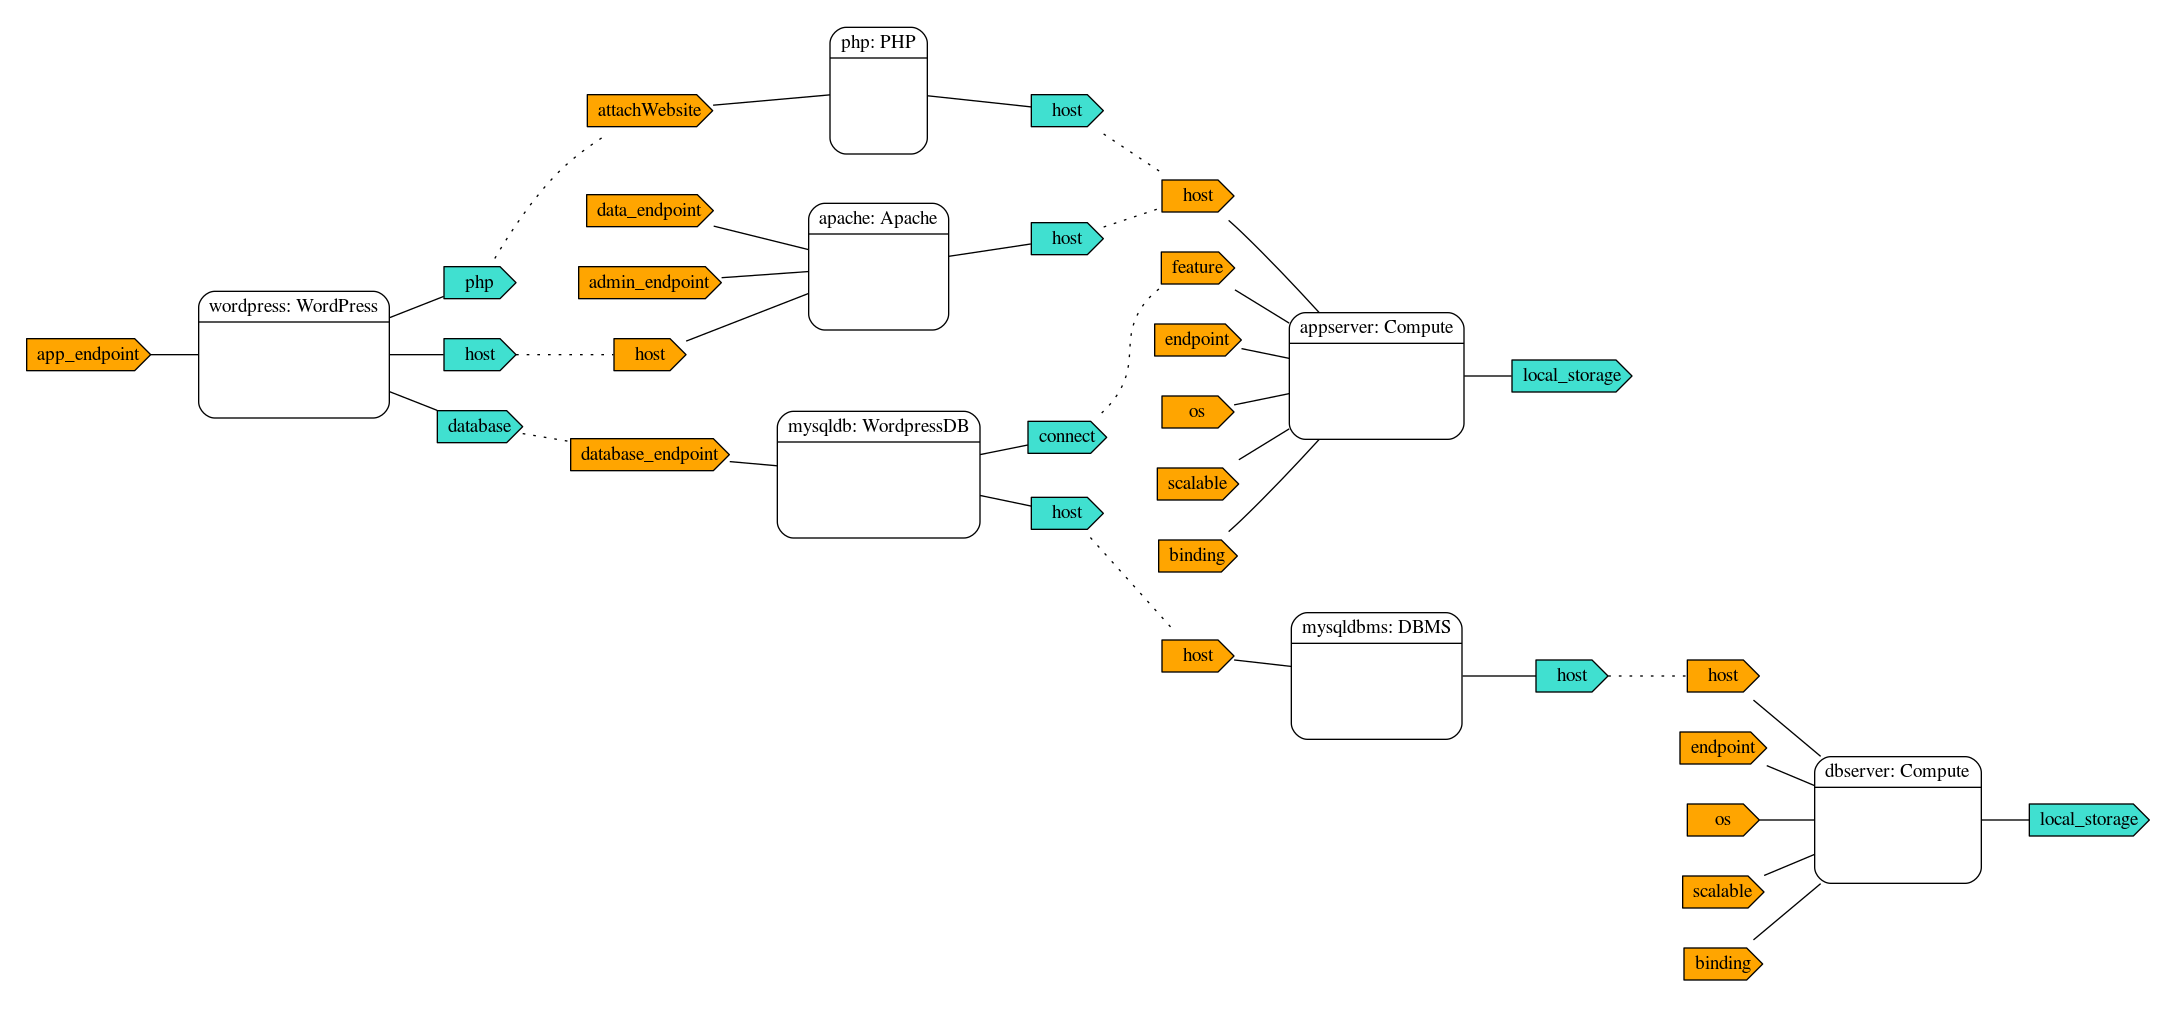 php: PHP
attachWebsite
host
host
data_endpoint
apache: Apache
host
admin_endpoint
php
feature
wordpress: WordPress
appserver: Compute
endpoint
app_endpoint
host
host
local_storage
os
database
mysqldb: WordpressDB
connect
database_endpoint
scalable
host
binding
mysqldbms: DBMS
host
host
host
endpoint
dbserver: Compute
os
local_storage
scalable
binding